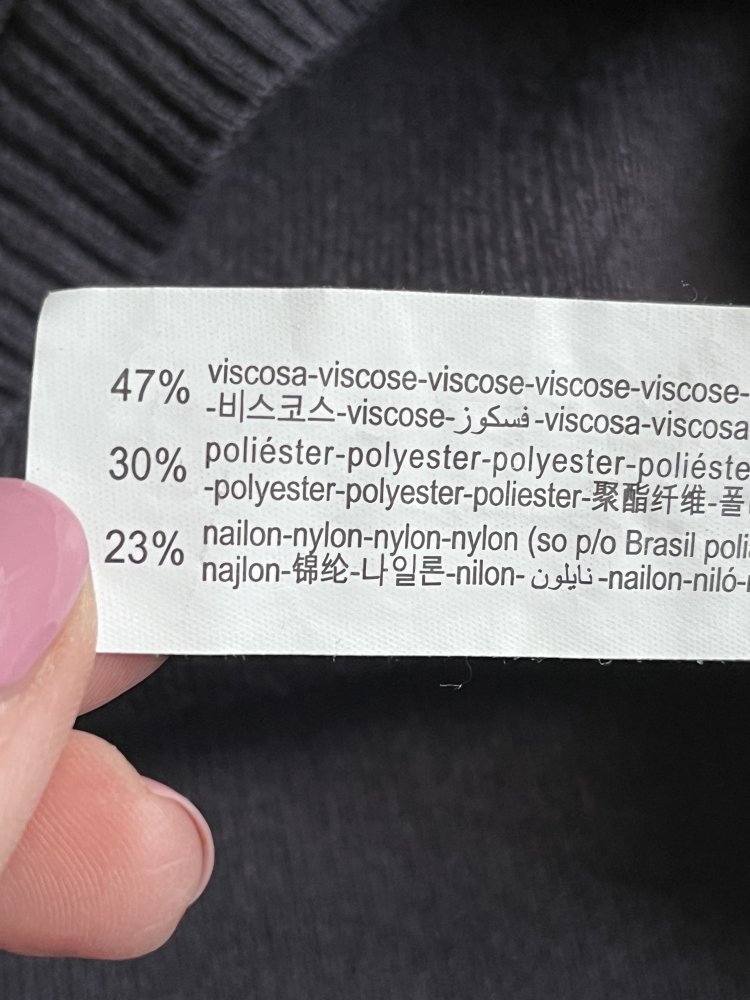 47% viscosa-viscose-viscose-viscose-viscose-
-비스코스-viscose-فسكوز-viscosa-viscosa
30% poliéster-polyester-polyester-polyester-poliéste
-polyester-polyester-poliester-聚酯纤维-폴
23% nailon-nylon-nylon-nylon (so p/o Brasil poli
najlon-锦纶-나일론-nilon-نايلون-nailon-niló-